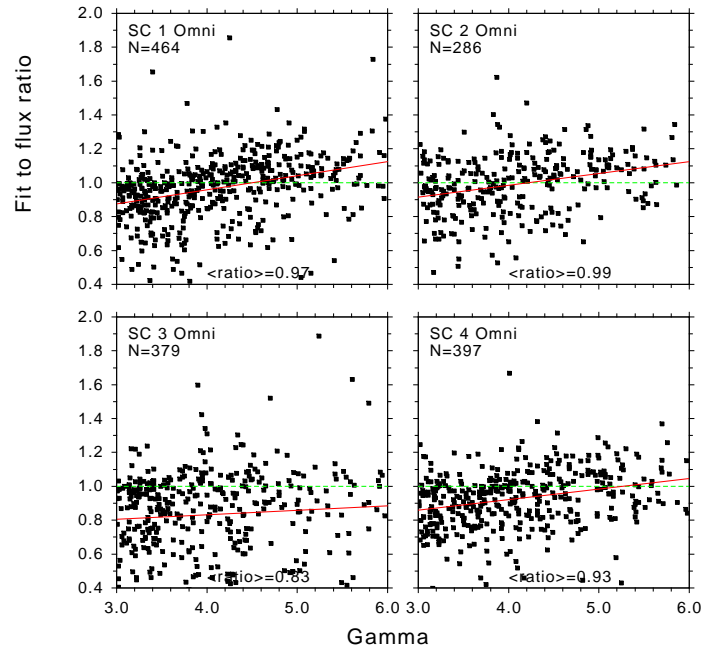 2.0
1.8
1.6
1.4
1.2
1.0
0.8
0.6
0.4
Fit to flux ratio
SC 1 Omni
N=464
<ratio>=0.97
SC 2 Omni
N=286
<ratio>=0.99
2.0
1.8
1.6
1.4
1.2
1.0
0.8
0.6
0.4
SC 3 Omni
N=379
<ratio>=0.83
SC 4 Omni
N=397
<ratio>=0.93
3.0 4.0 5.0 6.0 3.0 4.0 5.0 6.0
Gamma